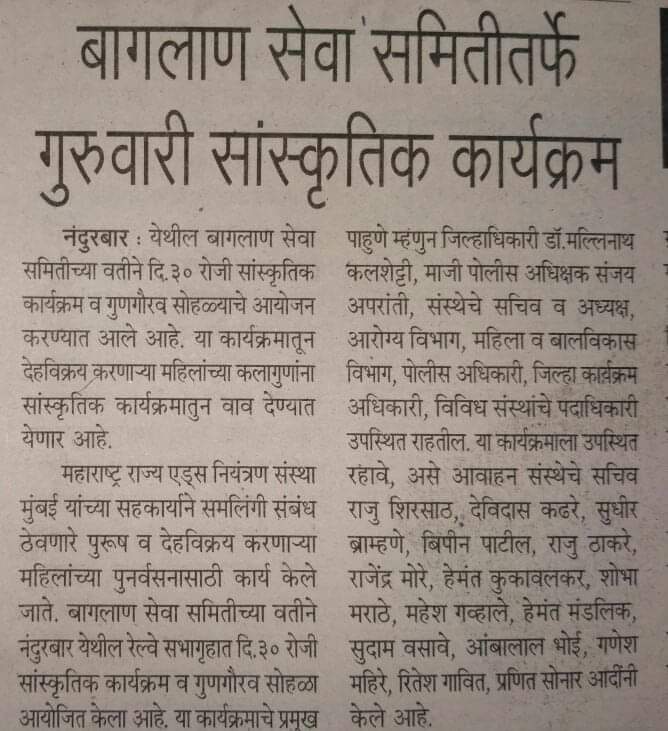 बागलाण सेवा समितीतर्फे
गुरुवारी सांस्कृतिक कार्यक्रम
नंदुरबार : येथील बागलाण सेवा
समितीच्या वतीने दि.३० रोजी सांस्कृतिक
कार्यक्रम व गुणगौरव सोहळ्याचे आयोजन
करण्यात आले आहे. या कार्यक्रमातून
देहविक्रय करणाऱ्या महिलांच्या कलागुणांना
सांस्कृतिक कार्यक्रमातुन वाव देण्यात
येणार आहे.
महाराष्ट्र राज्य एड्स नियंत्रण संस्था
मुंबई यांच्या सहकार्याने समलिंगी संबंध
ठेवणारे पुरूष व देहविक्रय करणाऱ्या
महिलांच्या पुनर्वसनासाठी कार्य केले
जाते. बागलाण सेवा समितीच्या वतीने
नंदुरबार येथील रेल्वे सभागृहात दि.३० रोजी
सांस्कृतिक कार्यक्रम व गुणगौरव सोहळा
आयोजित केला आहे. या कार्यक्रमाचे प्रमुख
पाहुणे म्हणुन जिल्हाधिकारी डॉ.मल्लिनाथ
कलशेट्टी, माजी पोलीस अधिक्षक संजय
अपरांती, संस्थेचे सचिव व अध्यक्ष,
आरोग्य विभाग, महिला व बालविकास
विभाग, पोलीस अधिकारी, जिल्हा कार्यक्रम
अधिकारी, विविध संस्थांचे पदाधिकारी
उपस्थित राहतील. या कार्यक्रमाला उपस्थित
रहावे, असे आवाहन संस्थेचे सचिव
राजु शिरसाठ, देविदास कढरे, सुधीर
ब्राम्हणे, बिपीन पाटील, राजु ठाकरे,
राजेंद्र मोरे, हेमंत कुकावलकर, शोभा
मराठे, महेश गव्हाले, हेमंत मंडलिक,
सुदाम वसावे, आंबालाल भोई, गणेश
महिरे, रितेश गावित, प्रणित सोनार आदींनी
केले आहे.